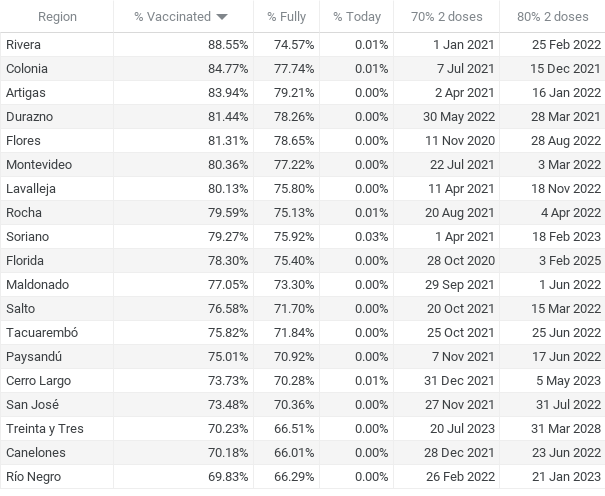 Region % Vaccinated % Fully % Today 70% 2 doses 80% 2 doses
Rivera 88.55% 74.57% 0.01% 1 Jan 2021 25 Feb 2022
Colonia 84.77% 77.74% 0.01% 7 Jul 2021 15 Dec 2021
Artigas 83.94% 79.21% 0.00% 2 Apr 2021 16 Jan 2022
Durazno 81.44% 78.26% 0.00% 30 May 2022 28 Mar 2021
Flores 81.31% 78.65% 0.00% 11 Nov 2020 28 Aug 2022
Montevideo 80.36% 77.22% 0.00% 22 Jul 2021 3 Mar 2022
Lavalleja 80.13% 75.80% 0.00% 11 Apr 2021 18 Nov 2022
Rocha 79.59% 75.13% 0.01% 20 Aug 2021 4 Apr 2022
Soriano 79.27% 75.92% 0.03% 1 Apr 2021 18 Feb 2023
Florida 78.30% 75.40% 0.00% 28 Oct 2020 3 Feb 2025
Maldonado 77.05% 73.30% 0.00% 29 Sep 2021 1 Jun 2022
Salto 76.58% 71.70% 0.00% 20 Oct 2021 15 Mar 2022
Tacuarembó 75.82% 71.84% 0.00% 25 Oct 2021 25 Jun 2022
Paysandú 75.01% 70.92% 0.00% 7 Nov 2021 17 Jun 2022
Cerro Largo 73.73% 70.28% 0.01% 31 Dec 2021 5 May 2023
San José 73.48% 70.36% 0.00% 27 Nov 2021 31 Jul 2022
Treinta y Tres 70.23% 66.51% 0.00% 20 Jul 2023 31 Mar 2028
Canelones 70.18% 66.01% 0.00% 28 Dec 2021 23 Jun 2022
Río Negro 69.83% 66.29% 0.00% 26 Feb 2022 21 Jan 2023